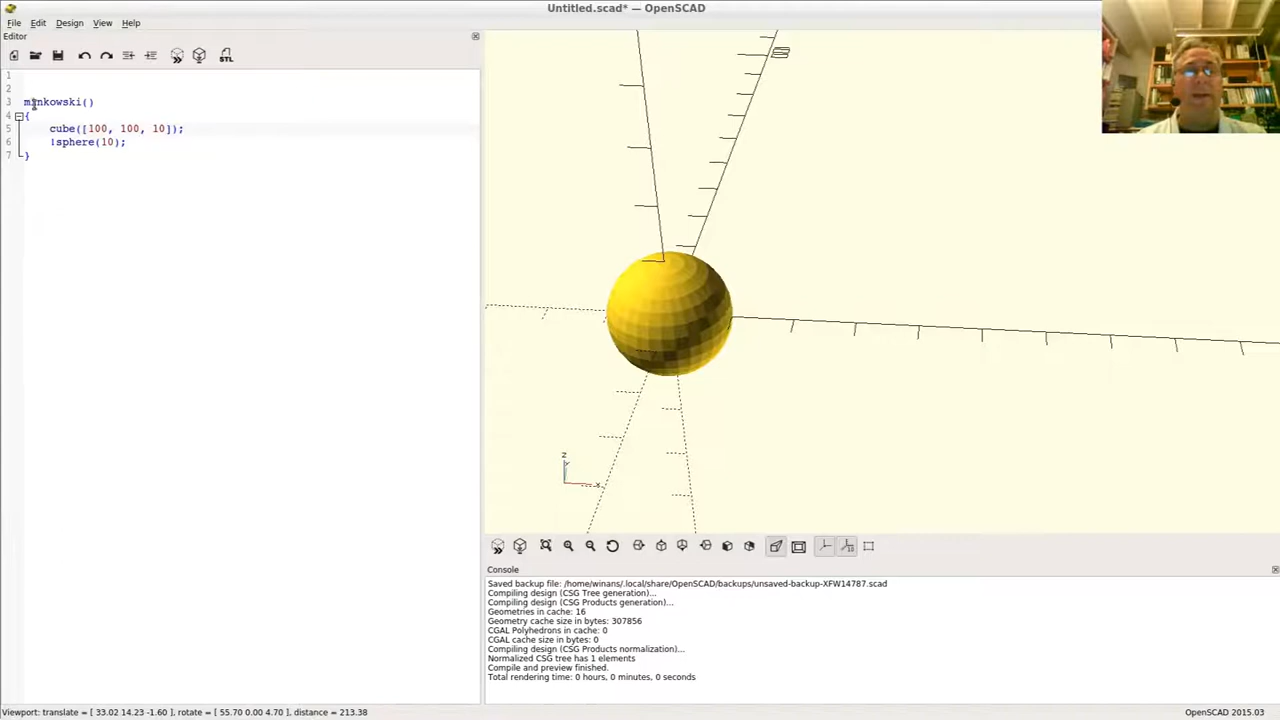 Untitled.scad* — OpenSCAD
File Edit Design View Help
Editor
STL
1
2
3 minkowski()
4 {
5 cube([100, 100, 10]);
6 !sphere(10);
7 }
z
x
Console
Saved backup file: /home/winans/.local/share/OpenSCAD/backups/unsaved-backup-XFW14787.scad
Compiling design (CSG Tree generation)...
Compiling design (CSG Products generation)...
Geometries in cache: 16
Geometry cache size in bytes: 307856
CGAL Polyhedrons in cache: 0
CGAL cache size in bytes: 0
Compiling design (CSG Products normalization)...
Normalized CSG tree has 1 elements
Compile and preview finished.
Total rendering time: 0 hours, 0 minutes, 0 seconds
Viewport: translate = [ 33.02 14.23 -1.60 ], rotate = [ 55.70 0.00 4.70 ], distance = 213.38
OpenSCAD 2015.03